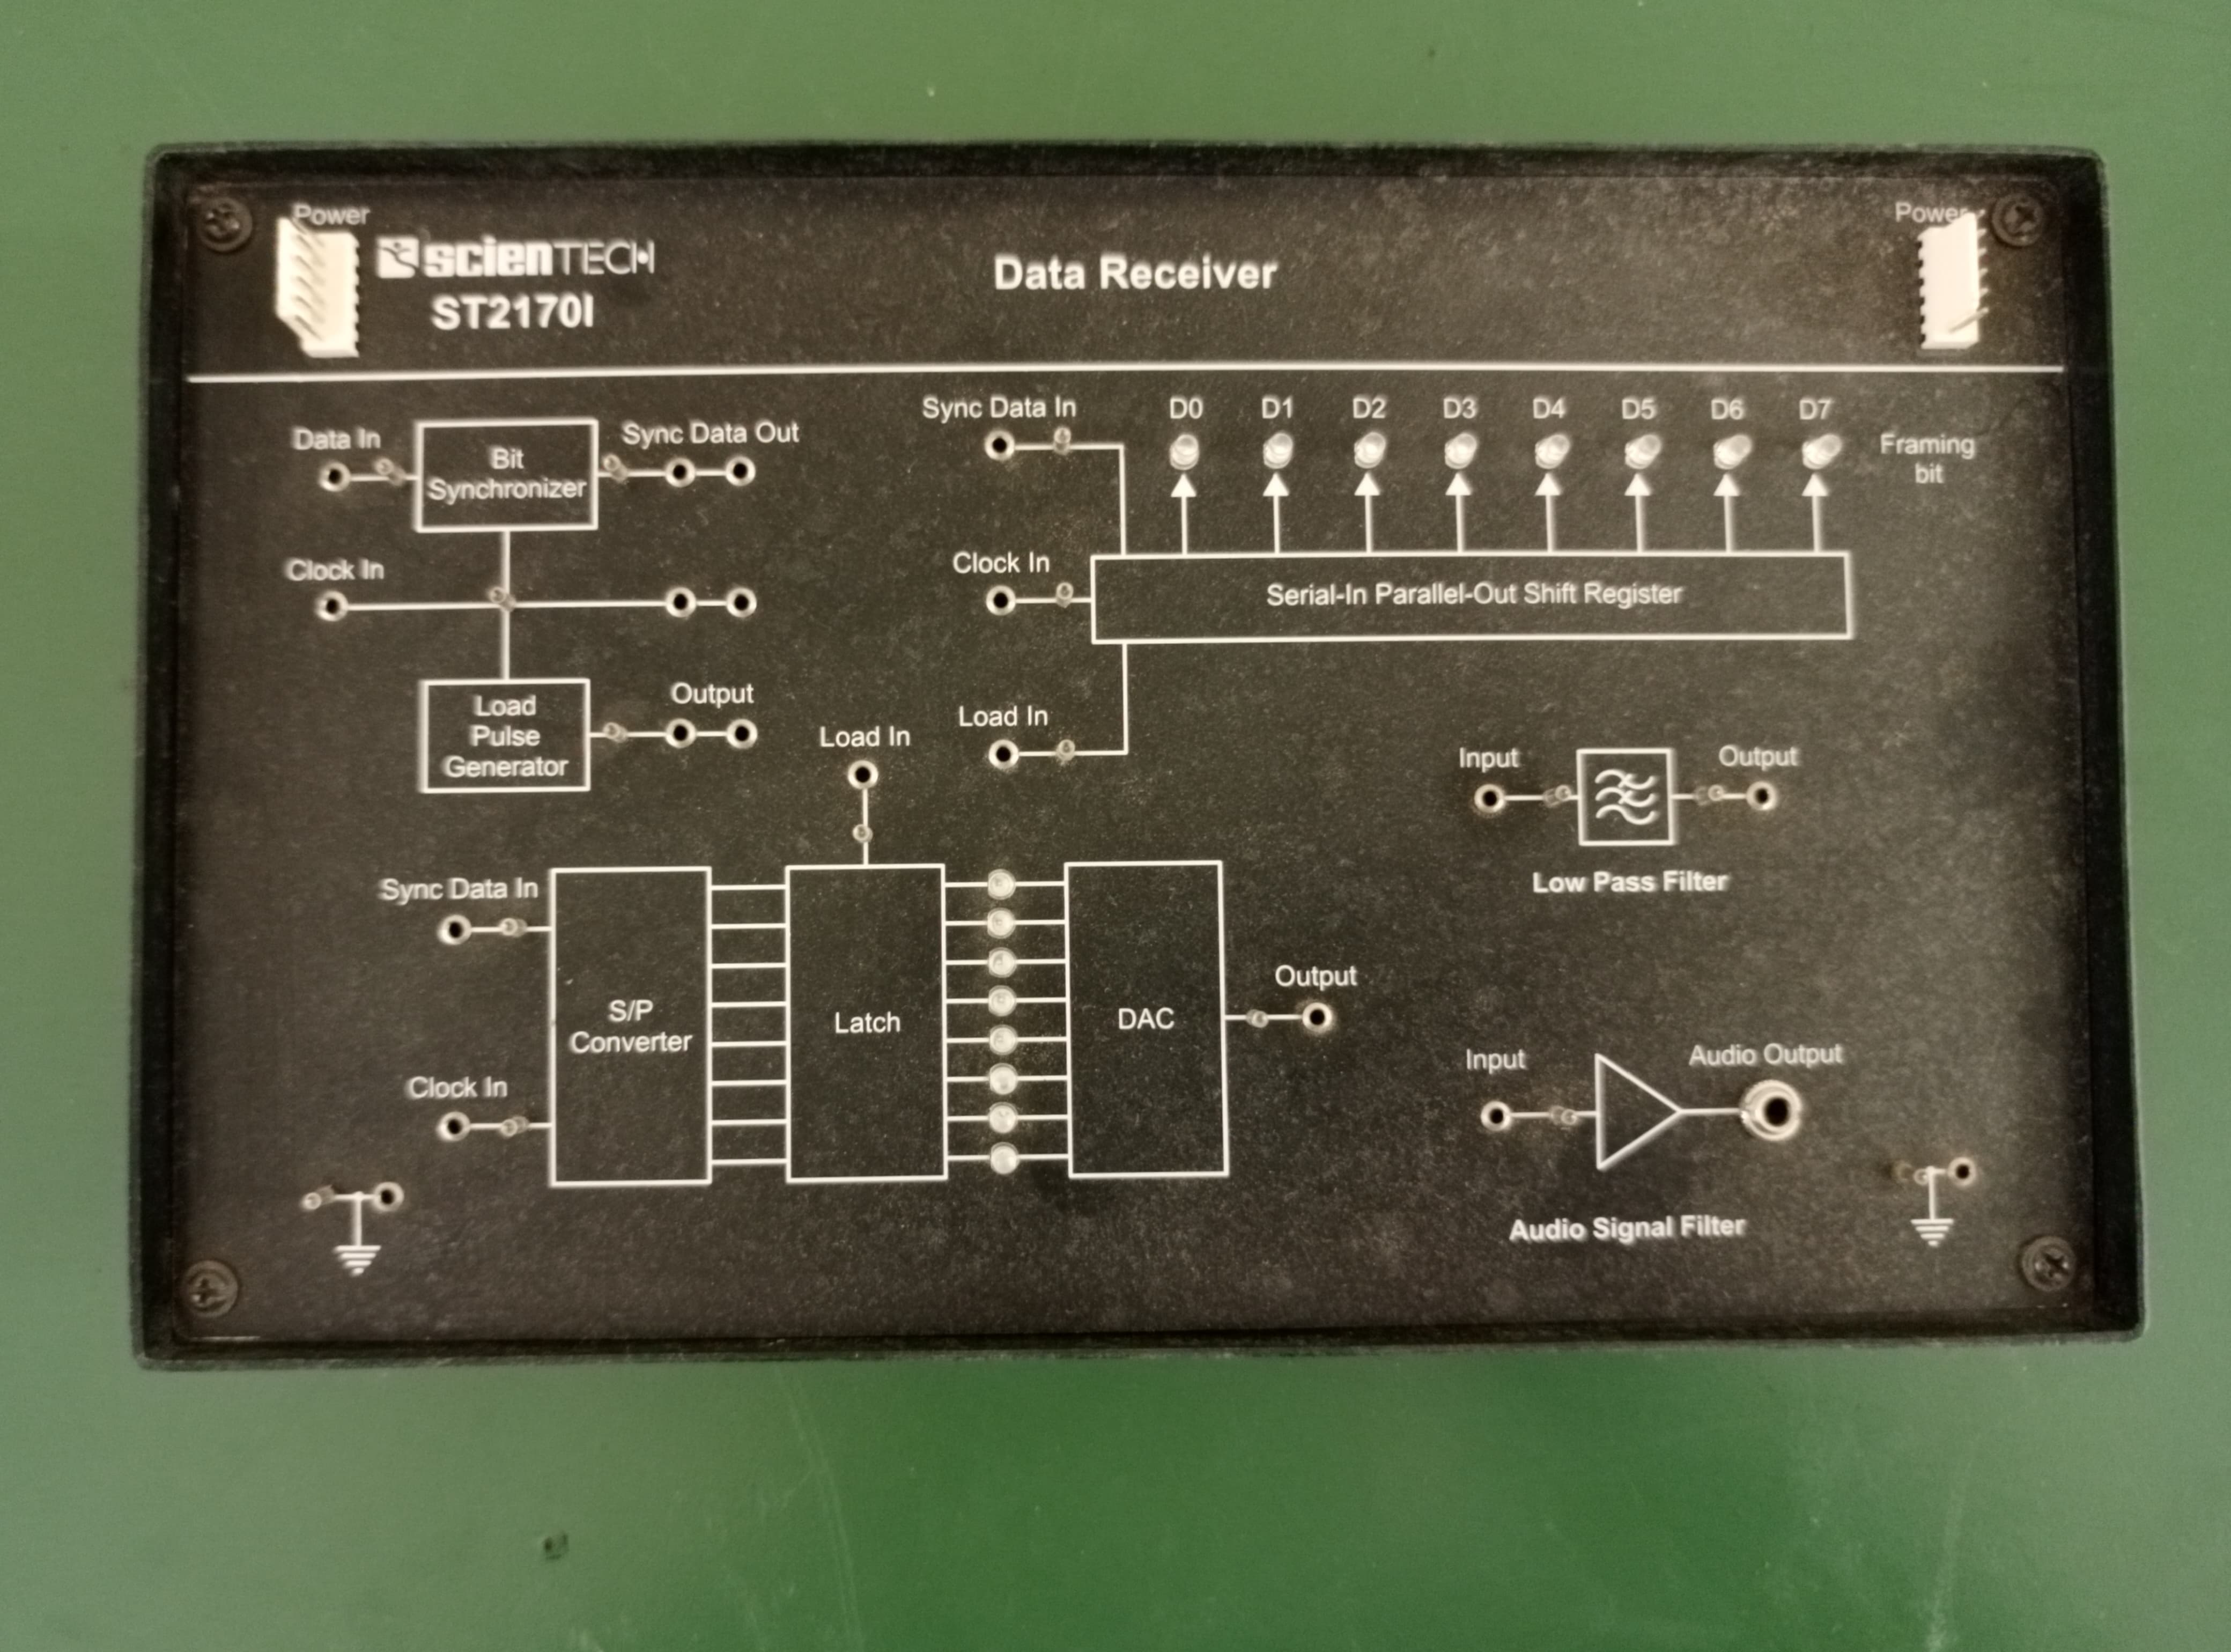 Power
Power
scienTECH
ST2170I
Data Receiver
Data In
Bit
Synchronizer
Sync Data Out
Clock In
Load
Pulse
Generator
Output
Sync Data In
D0 D1 D2 D3 D4 D5 D6 D7
Framing
bit
Clock In
Serial-In Parallel-Out Shift Register
Load In
Load In
Input
Output
Low Pass Filter
Sync Data In
Clock In
S/P
Converter
Latch
DAC
Output
Input
Audio Output
Audio Signal Filter